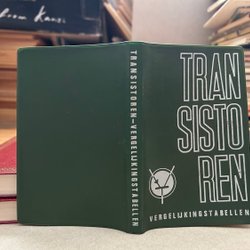 TRANSISTOREN-VERGELIJKINGSTABELLEN
TRAN
SISTO
REN
VERGELIJKINGSTABELLEN